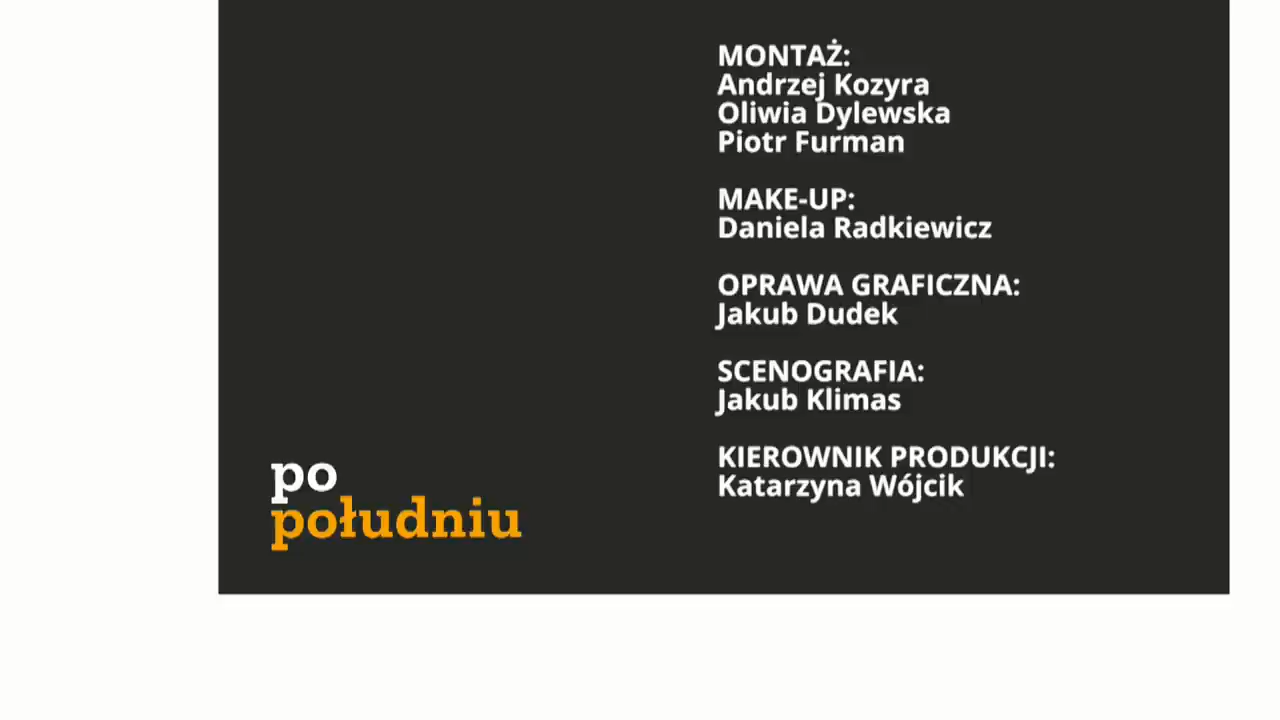 MONTAŻ:
Andrzej Kozyra
Oliwia Dylewska
Piotr Furman
MAKE-UP:
Daniela Radkiewicz
OPRAWA GRAFICZNA:
Jakub Dudek
SCENOGRAFIA:
Jakub Klimas
KIEROWNIK PRODUKCJI:
Katarzyna Wójcik
po
południu